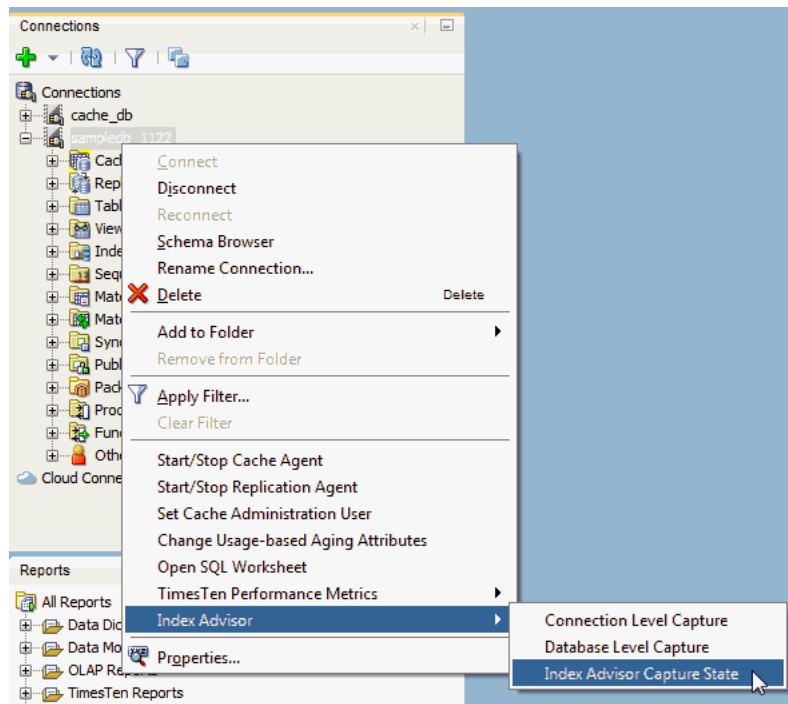 Connections
Connections
cache_db
sampledb_1122
Cac
Repl
Tabl
View
Inde
Sequ
Mate
Mate
Syno
Publ
Pack
Proc
Func
Othe
Cloud Conne
Connect
Disconnect
Reconnect
Schema Browser
Rename Connection...
Delete Delete
Add to Folder
Remove from Folder
Apply Filter...
Clear Filter
Start/Stop Cache Agent
Start/Stop Replication Agent
Set Cache Administration User
Change Usage-based Aging Attributes
Open SQL Worksheet
TimesTen Performance Metrics
Index Advisor
Properties...
Connection Level Capture
Database Level Capture
Index Advisor Capture State
Reports
All Reports
Data Dic
Data Mo
OLAP Re
TimesTen Reports